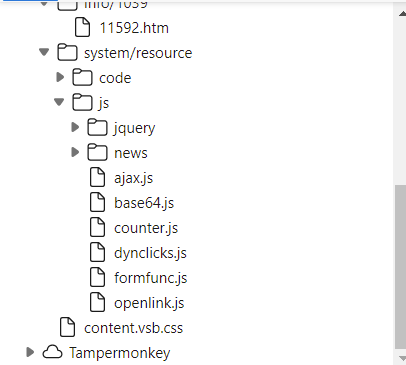 info/1039
11592.htm
system/resource
code
js
jquery
news
ajax.js
base64.js
counter.js
dynclicks.js
formfunc.js
openlink.js
content.vsb.css
Tampermonkey